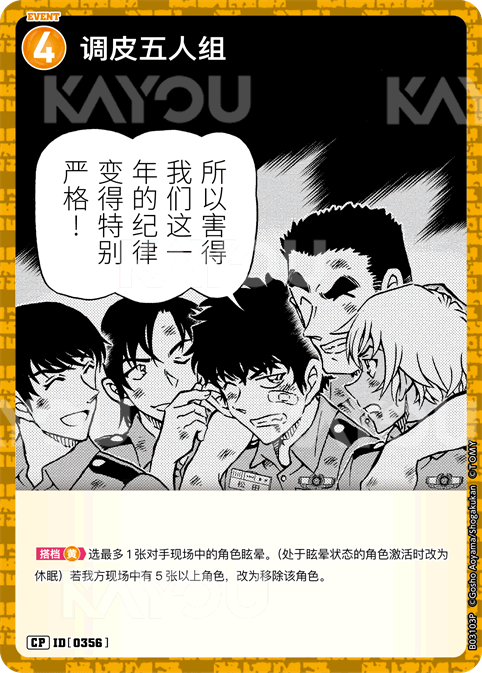 EVENT
4 调皮五人组
KAYOU
KAYOU
所以害得
我们这一
年的纪律
变得特别
严格！
松田
搭档 黄 选最多1张对手现场中的角色眩晕。（处于眩晕状态的角色激活时改为
休眠）若我方现场中有5张以上角色，改为移除该角色。
CP ID[0356]
B03103P ©Gosho Aoyama/Shogakukan ©TOMY